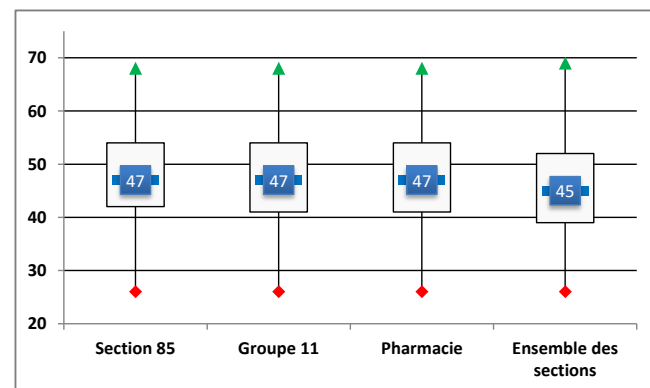 70
60
50
40
30
20
47
47
47
45
Section 85
Groupe 11
Pharmacie
Ensemble des
sections